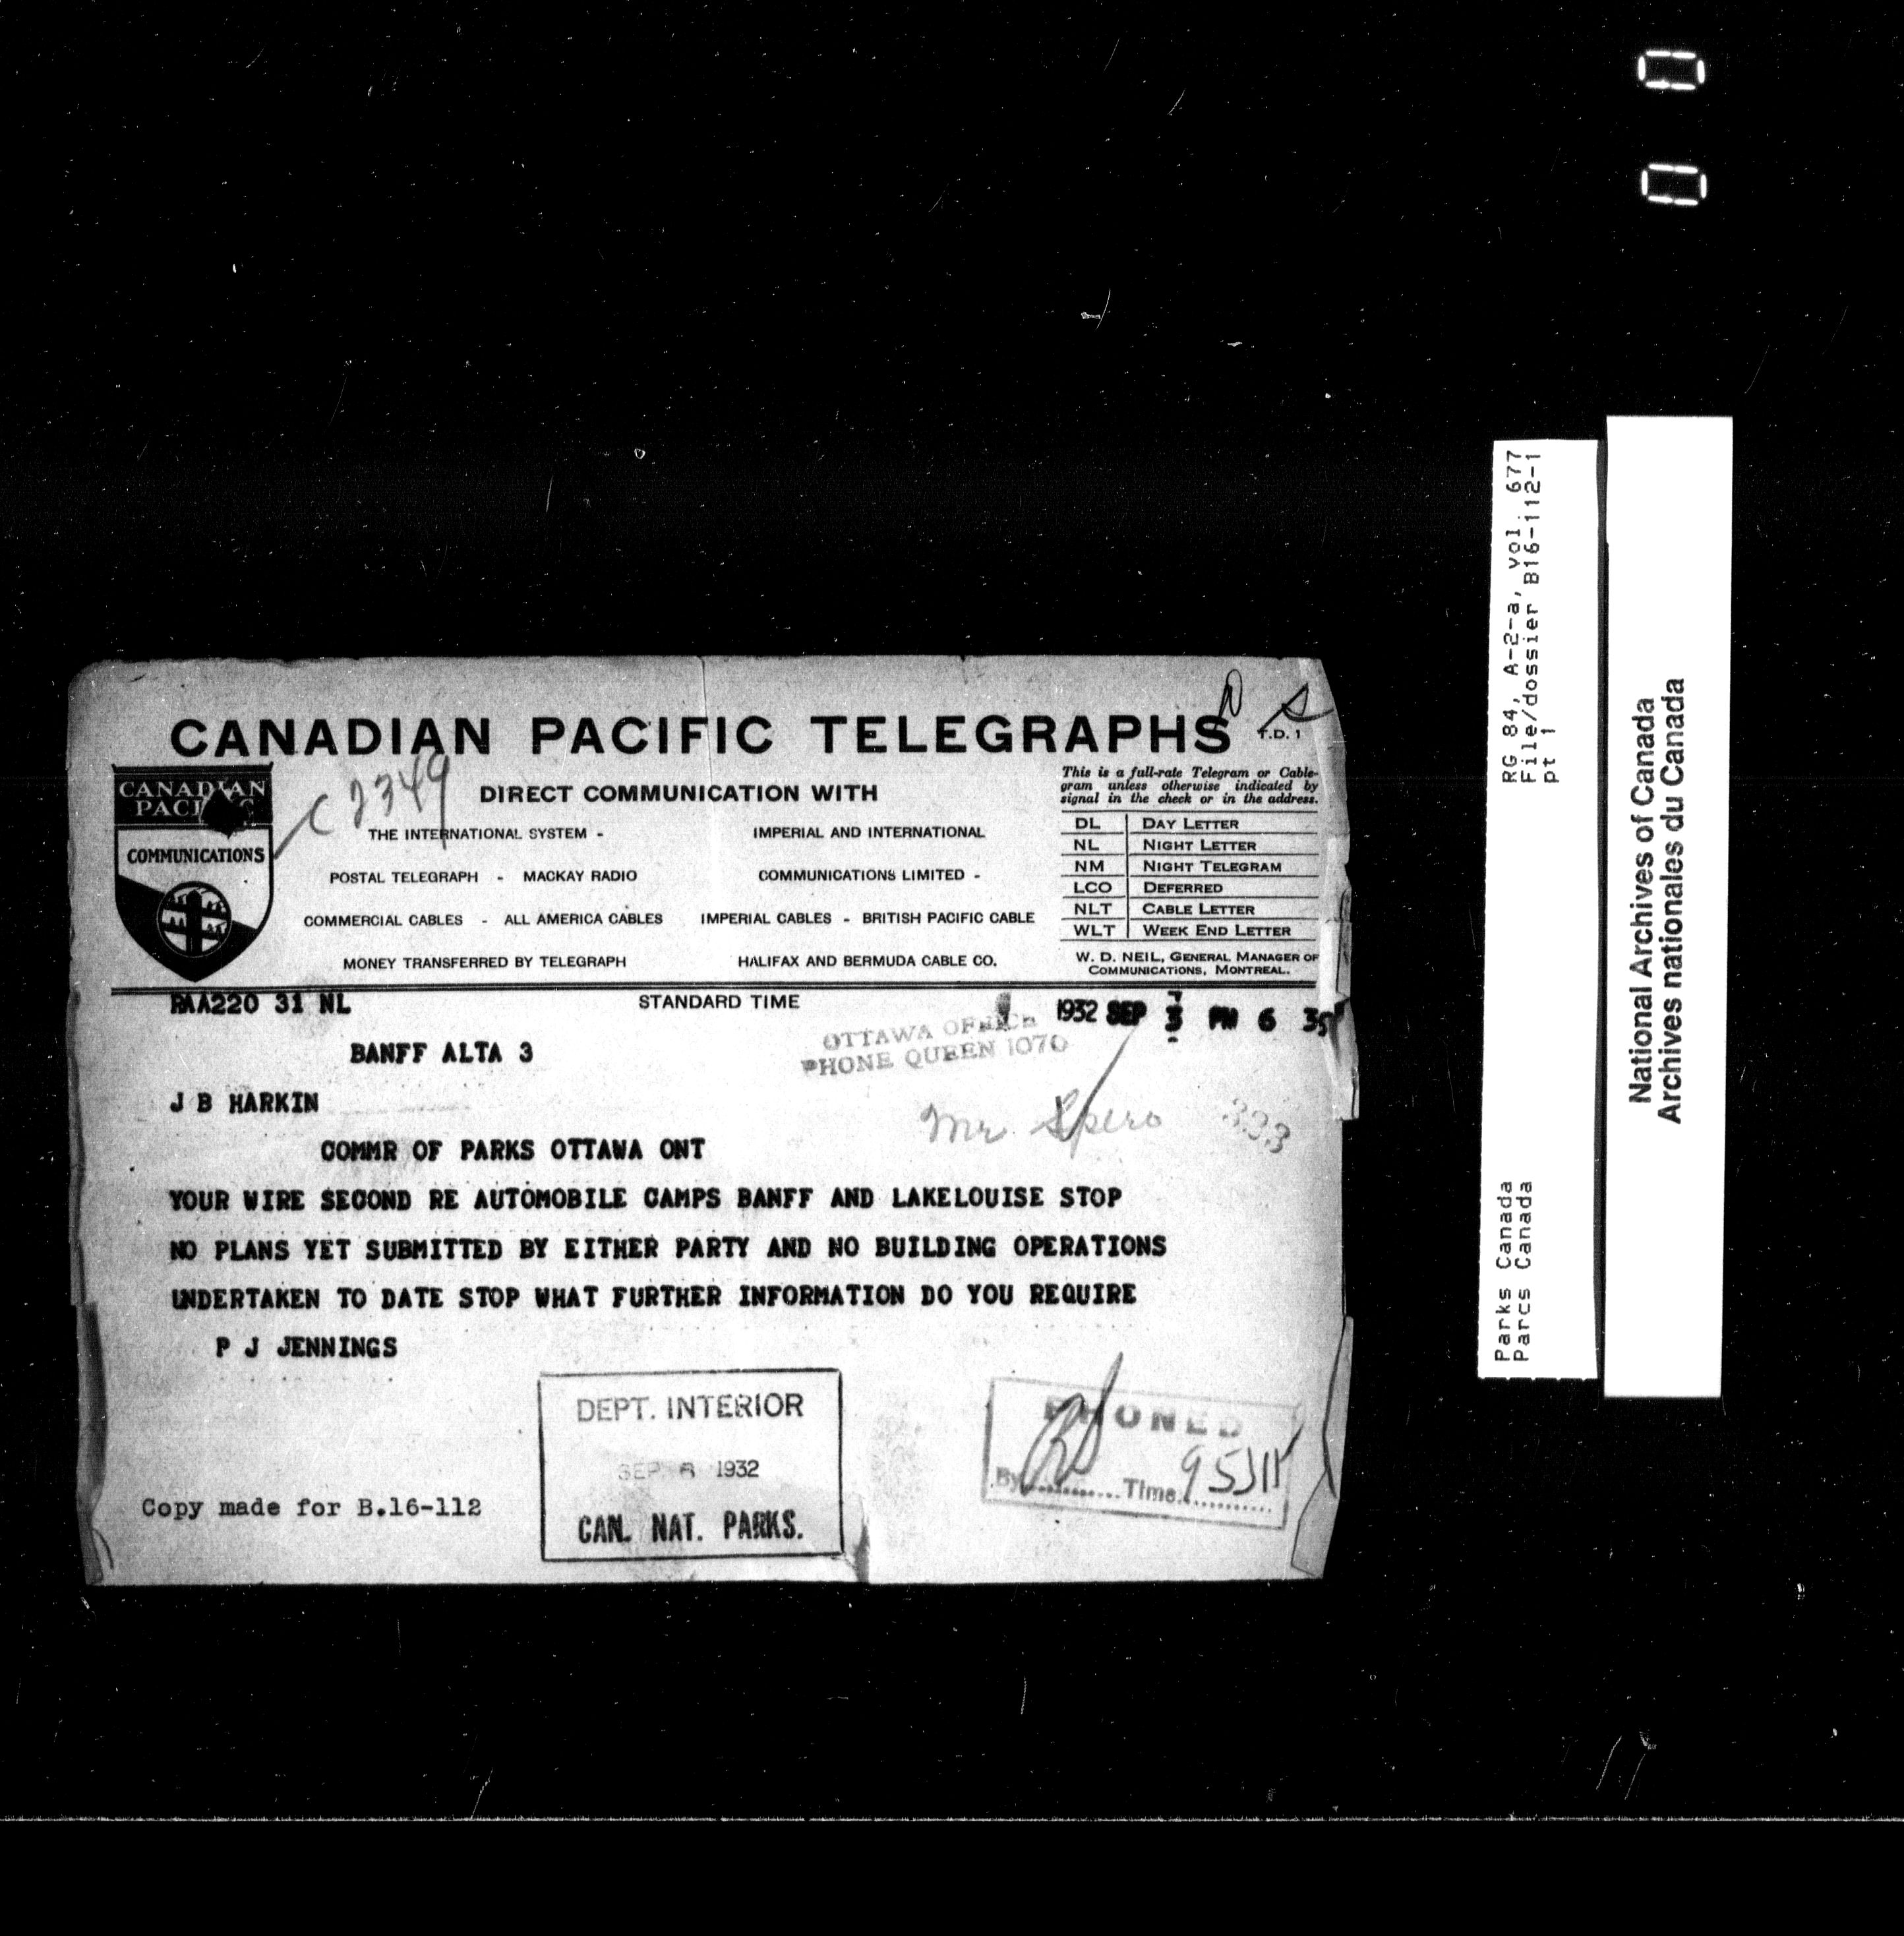 CANADIAN PACIFIC TELEGRAPHS
T.D. 1
CANADIAN
COMMUNICATIONS
C 2349
DIRECT COMMUNICATION WITH
THE INTERNATIONAL SYSTEM -
POSTAL TELEGRAPH - MACKAY RADIO
COMMERCIAL CABLES - ALL AMERICA CABLES
MONEY TRANSFERRED BY TELEGRAPH
IMPERIAL AND INTERNATIONAL
COMMUNICATIONS LIMITED -
IMPERIAL CABLES - BRITISH PACIFIC CABLE
HALIFAX AND BERMUDA CABLE CO.
This is a full-rate Telegram or Cable-
gram unless otherwise indicated by
signal in the check or in the address.
DL DAY LETTER
NL NIGHT LETTER
NM NIGHT TELEGRAM
LCO DEFERRED
NLT CABLE LETTER
WLT WEEK END LETTER
W. D. NEIL, GENERAL MANAGER OF
COMMUNICATIONS, MONTREAL.
RAA220 31 NL
STANDARD TIME
1932 SEP 3 PM 6 35
OTTAWA OFFICE
PHONE QUEEN 1070
BANFF ALTA 3
J B HARKIN
Mr Spero
333
COMMR OF PARKS OTTAWA ONT
YOUR WIRE SECOND RE AUTOMOBILE CAMPS BANFF AND LAKELOUISE STOP
NO PLANS YET SUBMITTED BY EITHER PARTY AND NO BUILDING OPERATIONS
UNDERTAKEN TO DATE STOP WHAT FURTHER INFORMATION DO YOU REQUIRE
P J JENNINGS
DEPT. INTERIOR
SEP 6 1932
CAN. NAT. PARKS.
PHONED
By Time
Copy made for B.16-112
RG 84, A-2-a, vol. 677
File/dossier B16-112-1
pt 1
Parks Canada
Parcs Canada
National Archives of Canada
Archives nationales du Canada